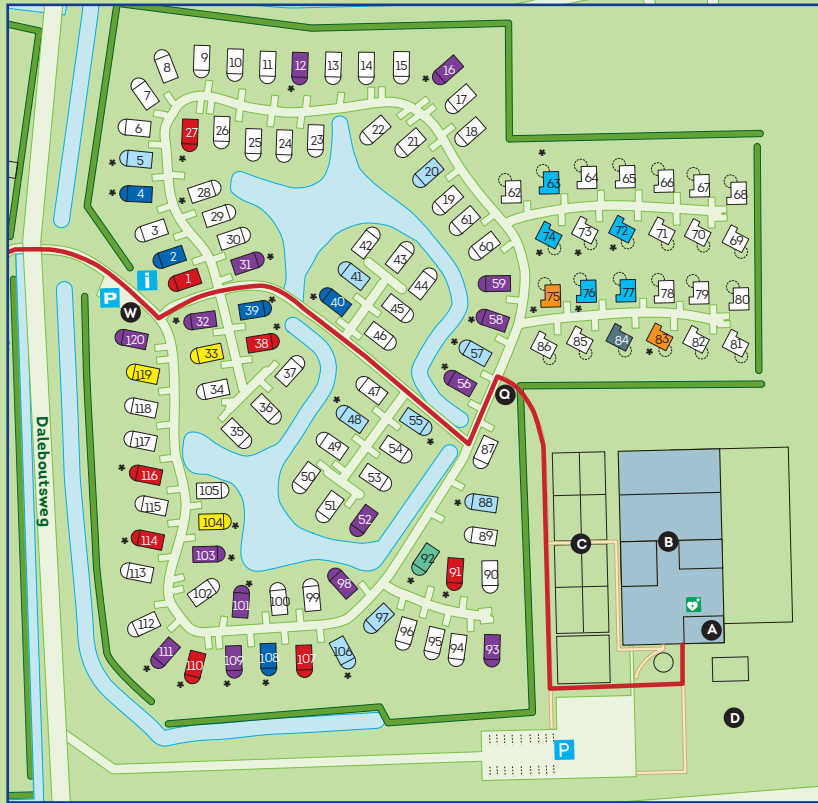 9 10 11 12 13 14 15 16
8
7 17
6 27 26 25 24 23 22 21 18
* 5 * 20 *
* 4 28 19 62 63 64 65 66 67 68
3 29 61 74 73 72 71 70 69
30 42 43 60 * * *
2 31 * 41 44 59
i 1 * 40 45 75 76 77 78 79 80
P W 39 * 46 58 * *
* 32 * 57
120 33 38 86 85 84 83 82 81
119 34 37 56 *
118 36 47 Q
117 35 * 48 55 *
* 116 49 54 87
Daleboutsweg
105 50 53
115 104 * 51 52 * 88
* 114 103 * 89 C B
113 * 92 91 90
102 101 100 99 98 * *
112 97 A
* 111 96 95 94 93
* 110 109 108 107 106
* * *
D
P